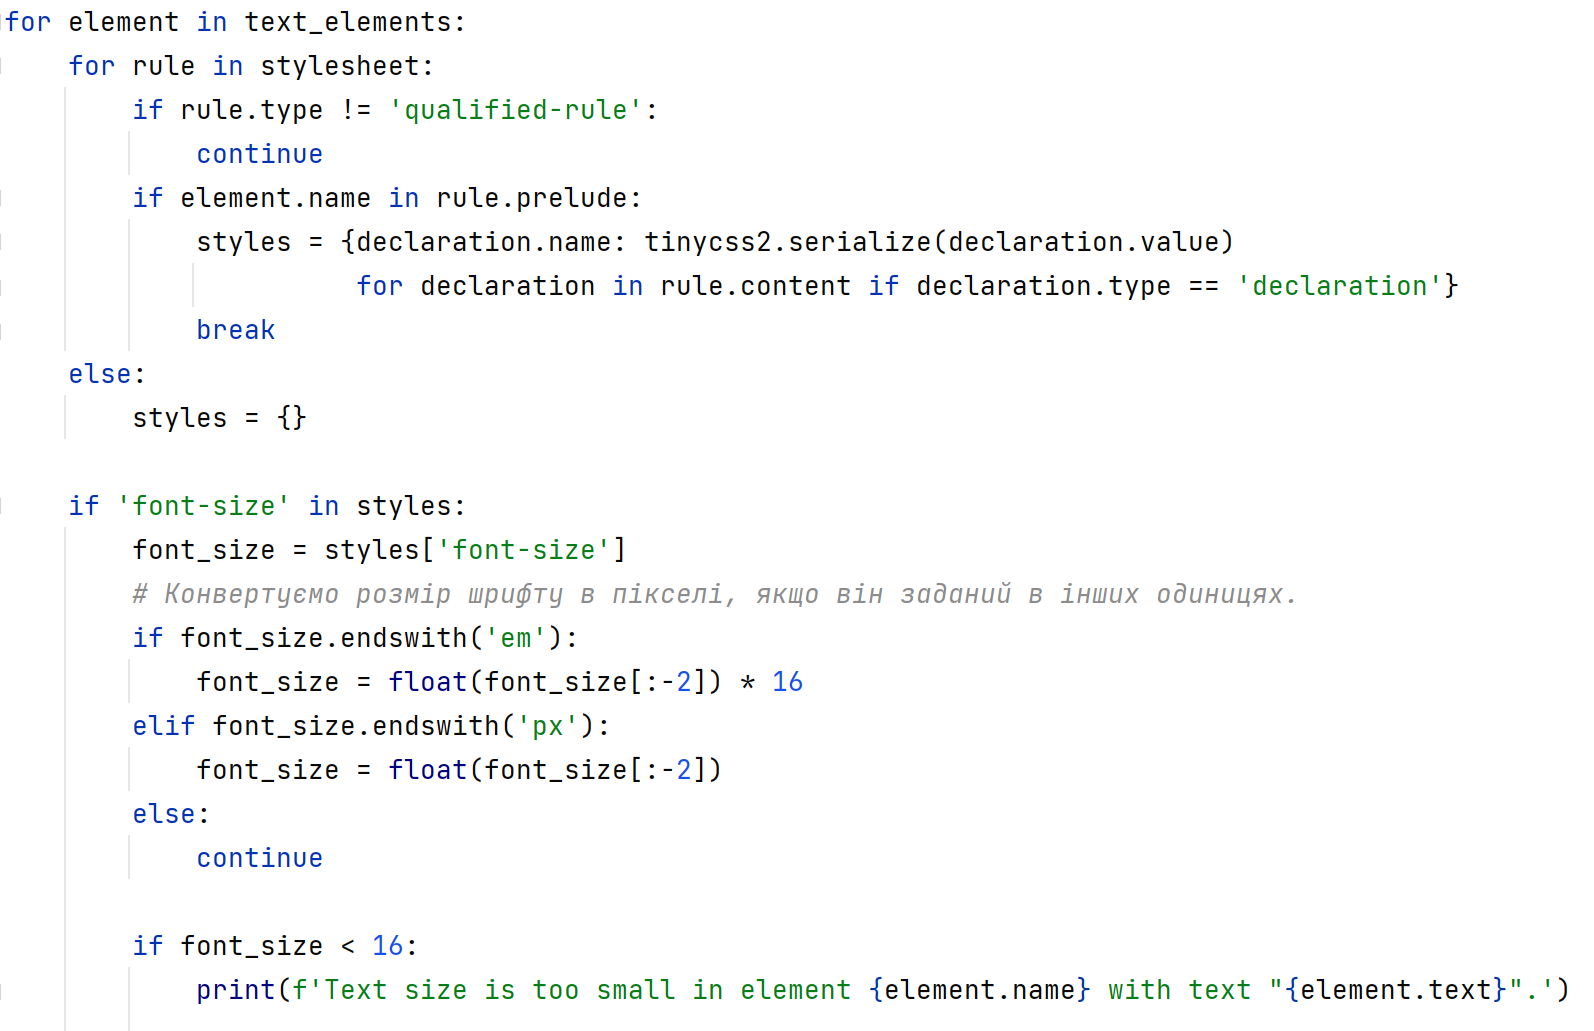 for element in text_elements:
    for rule in stylesheet:
        if rule.type != 'qualified-rule':
            continue
        if element.name in rule.prelude:
            styles = {declaration.name: tinycss2.serialize(declaration.value)
                      for declaration in rule.content if declaration.type == 'declaration'}
            break
    else:
        styles = {}

    if 'font-size' in styles:
        font_size = styles['font-size']
        # Конвертуємо розмір шрифту в пікселі, якщо він заданий в інших одиницях.
        if font_size.endswith('em'):
            font_size = float(font_size[:-2]) * 16
        elif font_size.endswith('px'):
            font_size = float(font_size[:-2])
        else:
            continue

        if font_size < 16:
            print(f'Text size is too small in element {element.name} with text "{element.text}".')